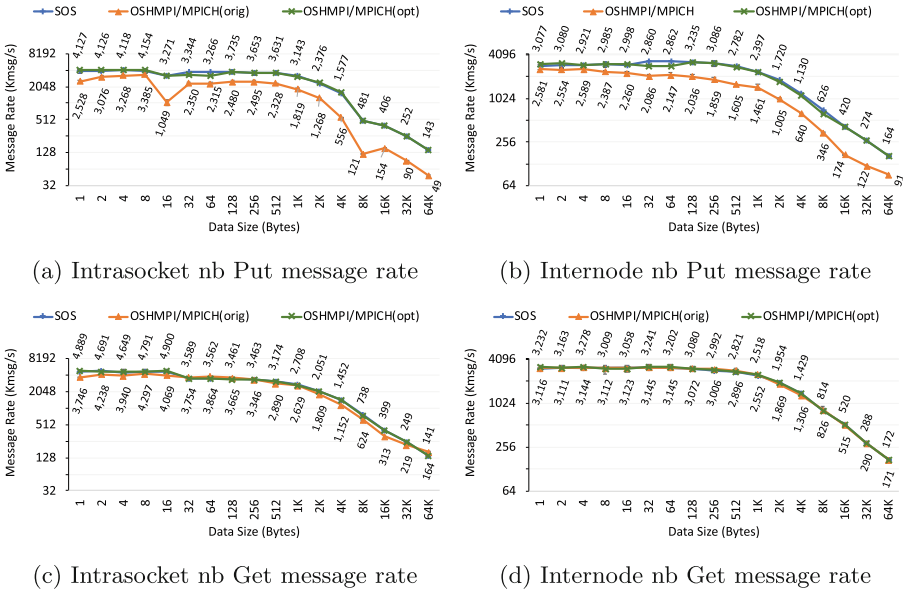 SOS OSHMPI/MPICH(orig) OSHMPI/MPICH(opt)
Message Rate (Kmsg/s)
8192
2048
512
128
32
4,127 4,126 4,118 4,154 3,271 3,344 3,266 3,735 3,653 3,631 3,143 2,376 1,577 481 406 252 143
2,528 3,076 3,268 3,385 1,049 2,350 2,315 2,480 2,495 2,328 1,819 1,268 556 121 154 90 49
1 2 4 8 16 32 64 128 256 512 1K 2K 4K 8K 16K 32K 64K
Data Size (Bytes)
(a) Intrasocket nb Put message rate
SOS OSHMPI/MPICH OSHMPI/MPICH(opt)
Message Rate (Kmsg/s)
4096
1024
256
64
3,077 3,080 2,921 2,985 2,998 2,860 2,862 3,235 3,086 2,782 2,397 1,720 1,130 626 420 274 164
2,581 2,554 2,589 2,387 2,260 2,086 2,147 2,036 1,859 1,605 1,461 1,005 640 346 174 122 91
1 2 4 8 16 32 64 128 256 512 1K 2K 4K 8K 16K 32K 64K
Data Size (Bytes)
(b) Internode nb Put message rate
SOS OSHMPI/MPICH(orig) OSHMPI/MPICH(opt)
Message Rate (Kmsg/s)
8192
2048
512
128
32
4,889 4,691 4,649 4,791 4,900 3,589 3,562 3,461 3,463 3,174 2,708 2,051 1,452 738 399 249 141
3,746 4,238 3,940 4,297 4,069 3,754 3,864 3,665 3,346 2,890 2,629 1,809 1,152 624 313 219 164
1 2 4 8 16 32 64 128 256 512 1K 2K 4K 8K 16K 32K 64K
Data Size (Bytes)
(c) Intrasocket nb Get message rate
SOS OSHMPI/MPICH(orig) OSHMPI/MPICH(opt)
Message Rate (Kmsg/s)
4096
1024
256
64
3,232 3,163 3,278 3,009 3,058 3,241 3,202 3,080 2,992 2,821 2,518 1,954 1,429 814 520 288 172
3,116 3,111 3,144 3,112 3,123 3,145 3,145 3,072 3,006 2,896 2,552 1,869 1,306 826 515 290 171
1 2 4 8 16 32 64 128 256 512 1K 2K 4K 8K 16K 32K 64K
Data Size (Bytes)
(d) Internode nb Get message rate